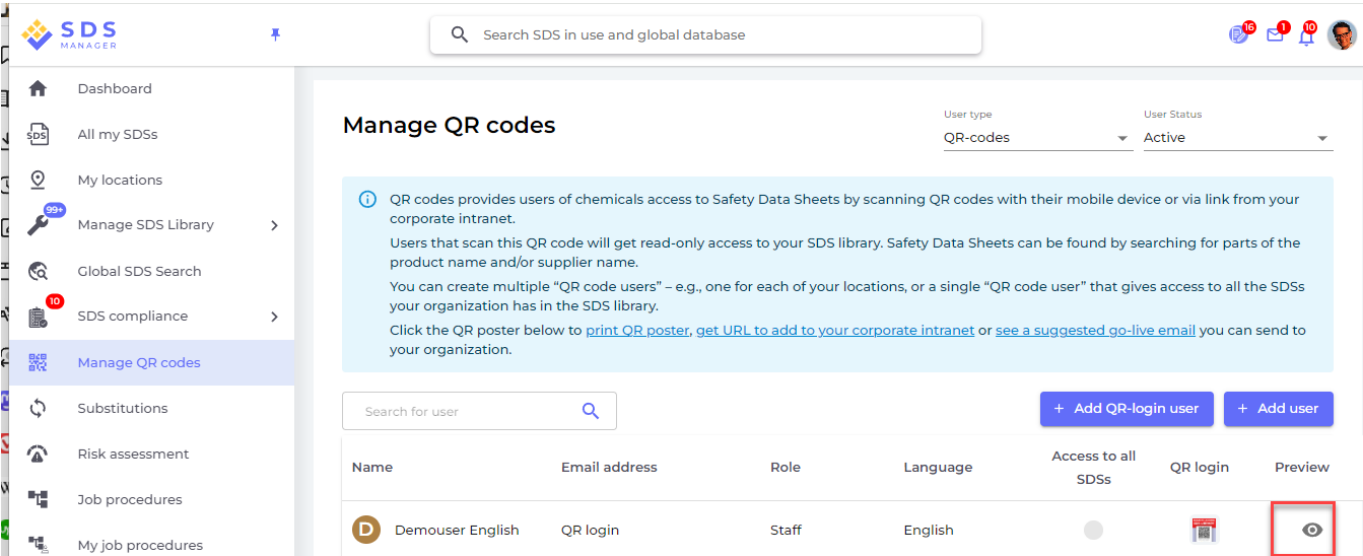 SDS
MANAGER
Search SDS in use and global database
16
1
10
Dashboard
SDS
All my SDSs
My locations
99+
Manage SDS Library
Global SDS Search
10
SDS compliance
Manage QR codes
Substitutions
Risk assessment
Job procedures
My job procedures
Manage QR codes
User type
QR-codes
User Status
Active
QR codes provides users of chemicals access to Safety Data Sheets by scanning QR codes with their mobile device or via link from your
corporate intranet.
Users that scan this QR code will get read-only access to your SDS library. Safety Data Sheets can be found by searching for parts of the
product name and/or supplier name.
You can create multiple “QR code users” – e.g., one for each of your locations, or a single “QR code user” that gives access to all the SDSs
your organization has in the SDS library.
Click the QR poster below to print QR poster, get URL to add to your corporate intranet or see a suggested go-live email you can send to
your organization.
Search for user
+ Add QR-login user
+ Add user
Name Email address Role Language Access to all SDSs QR login Preview
D Demouser English QR login Staff English